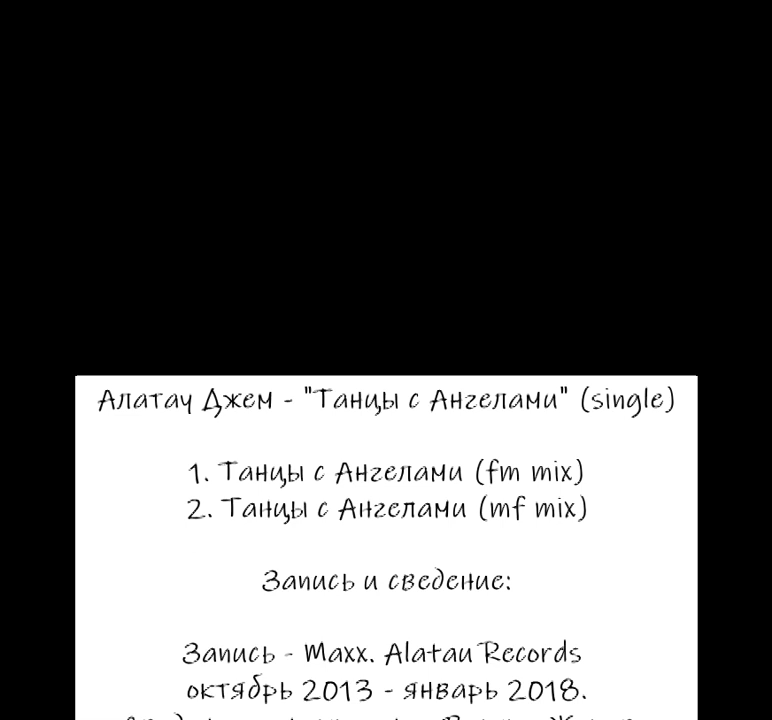 Алатау Джем - "Танцы с Ангелами" (single)
1. Танцы с Ангелами (fm mix)
2. Танцы с Ангелами (mf mix)
Запись и сведение:
Запись - Maxx. Alatau Records
октябрь 2013 - январь 2018.